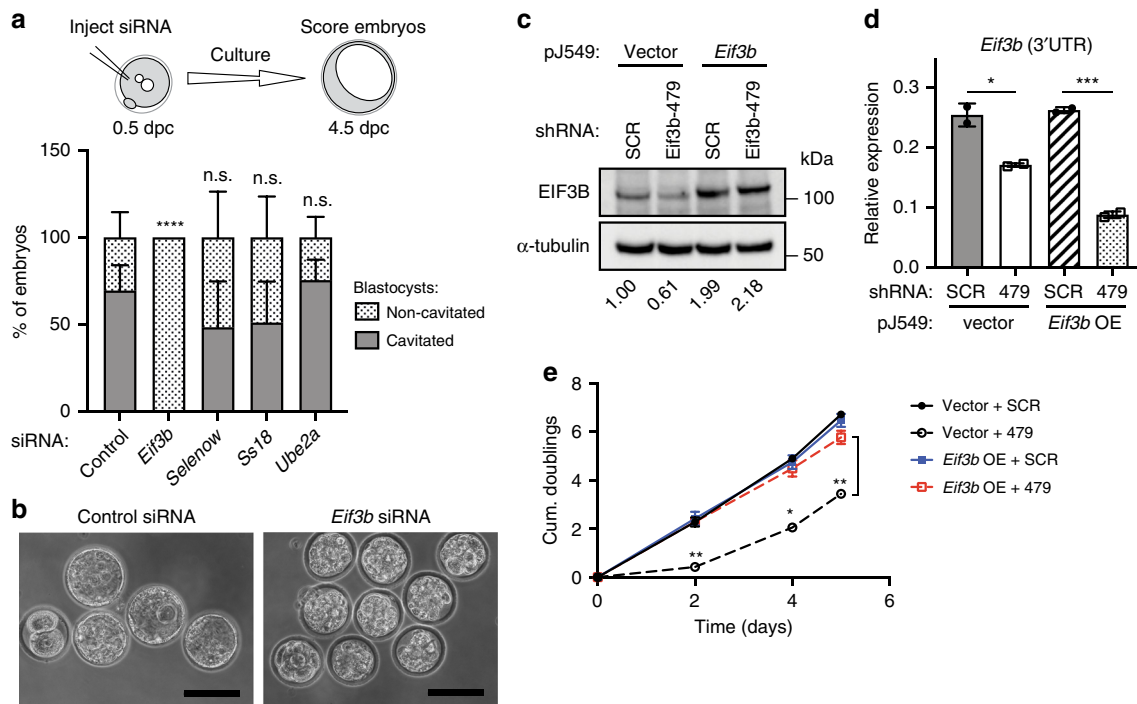 a
Inject siRNA
Culture
Score embryos
0.5 dpc
4.5 dpc
% of embryos
150
100
50
0
n.s.
n.s.
n.s.
****
Blastocysts:
Non-cavitated
Cavitated
siRNA:
Control
Eif3b
Selenow
Ss18
Ube2a
b
Control siRNA
Eif3b siRNA
c
pJ549:
Vector
Eif3b
shRNA:
SCR
Eif3b-479
SCR
Eif3b-479
kDa
EIF3B
100
α-tubulin
50
1.00
0.61
1.99
2.18
d
Eif3b (3′UTR)
Relative expression
0.3
0.2
0.1
0.0
*
***
shRNA:
SCR
479
SCR
479
pJ549:
vector
Eif3b OE
e
Cum. doublings
8
6
4
2
0
**
*
**
0
2
4
6
Time (days)
Vector + SCR
Vector + 479
Eif3b OE + SCR
Eif3b OE + 479